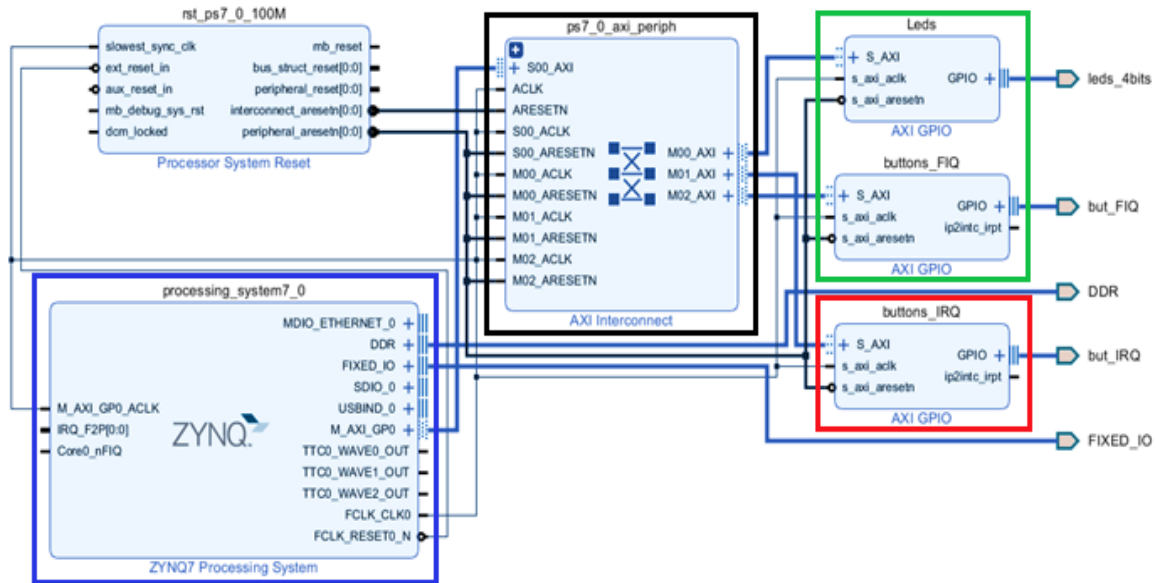 rst_ps7_0_100M
slowest_sync_clk
ext_reset_in
aux_reset_in
mb_debug_sys_rst
dcm_locked
mb_reset
bus_struct_reset[0:0]
peripheral_reset[0:0]
interconnect_aresetn[0:0]
peripheral_aresetn[0:0]
Processor System Reset
ps7_0_axi_periph
S00_AXI
ACLK
ARESETN
S00_ACLK
S00_ARESETN
M00_ACLK
M00_ARESETN
M01_ACLK
M01_ARESETN
M02_ACLK
M02_ARESETN
M00_AXI
M01_AXI
M02_AXI
AXI Interconnect
Leds
S_AXI
s_axi_aclk
s_axi_aresetn
GPIO
AXI GPIO
leds_4bits
buttons_FIQ
S_AXI
s_axi_aclk
s_axi_aresetn
GPIO
ip2intc_irpt
AXI GPIO
but_FIQ
DDR
buttons_IRQ
S_AXI
s_axi_aclk
s_axi_aresetn
GPIO
ip2intc_irpt
AXI GPIO
but_IRQ
FIXED_IO
processing_system7_0
M_AXI_GP0_ACLK
IRQ_F2P[0:0]
Core0_nFIQ
ZYNQ
MDIO_ETHERNET_0
DDR
FIXED_IO
SDIO_0
USBIND_0
M_AXI_GP0
TTC0_WAVE0_OUT
TTC0_WAVE1_OUT
TTC0_WAVE2_OUT
FCLK_CLK0
FCLK_RESET0_N
ZYNQ7 Processing System